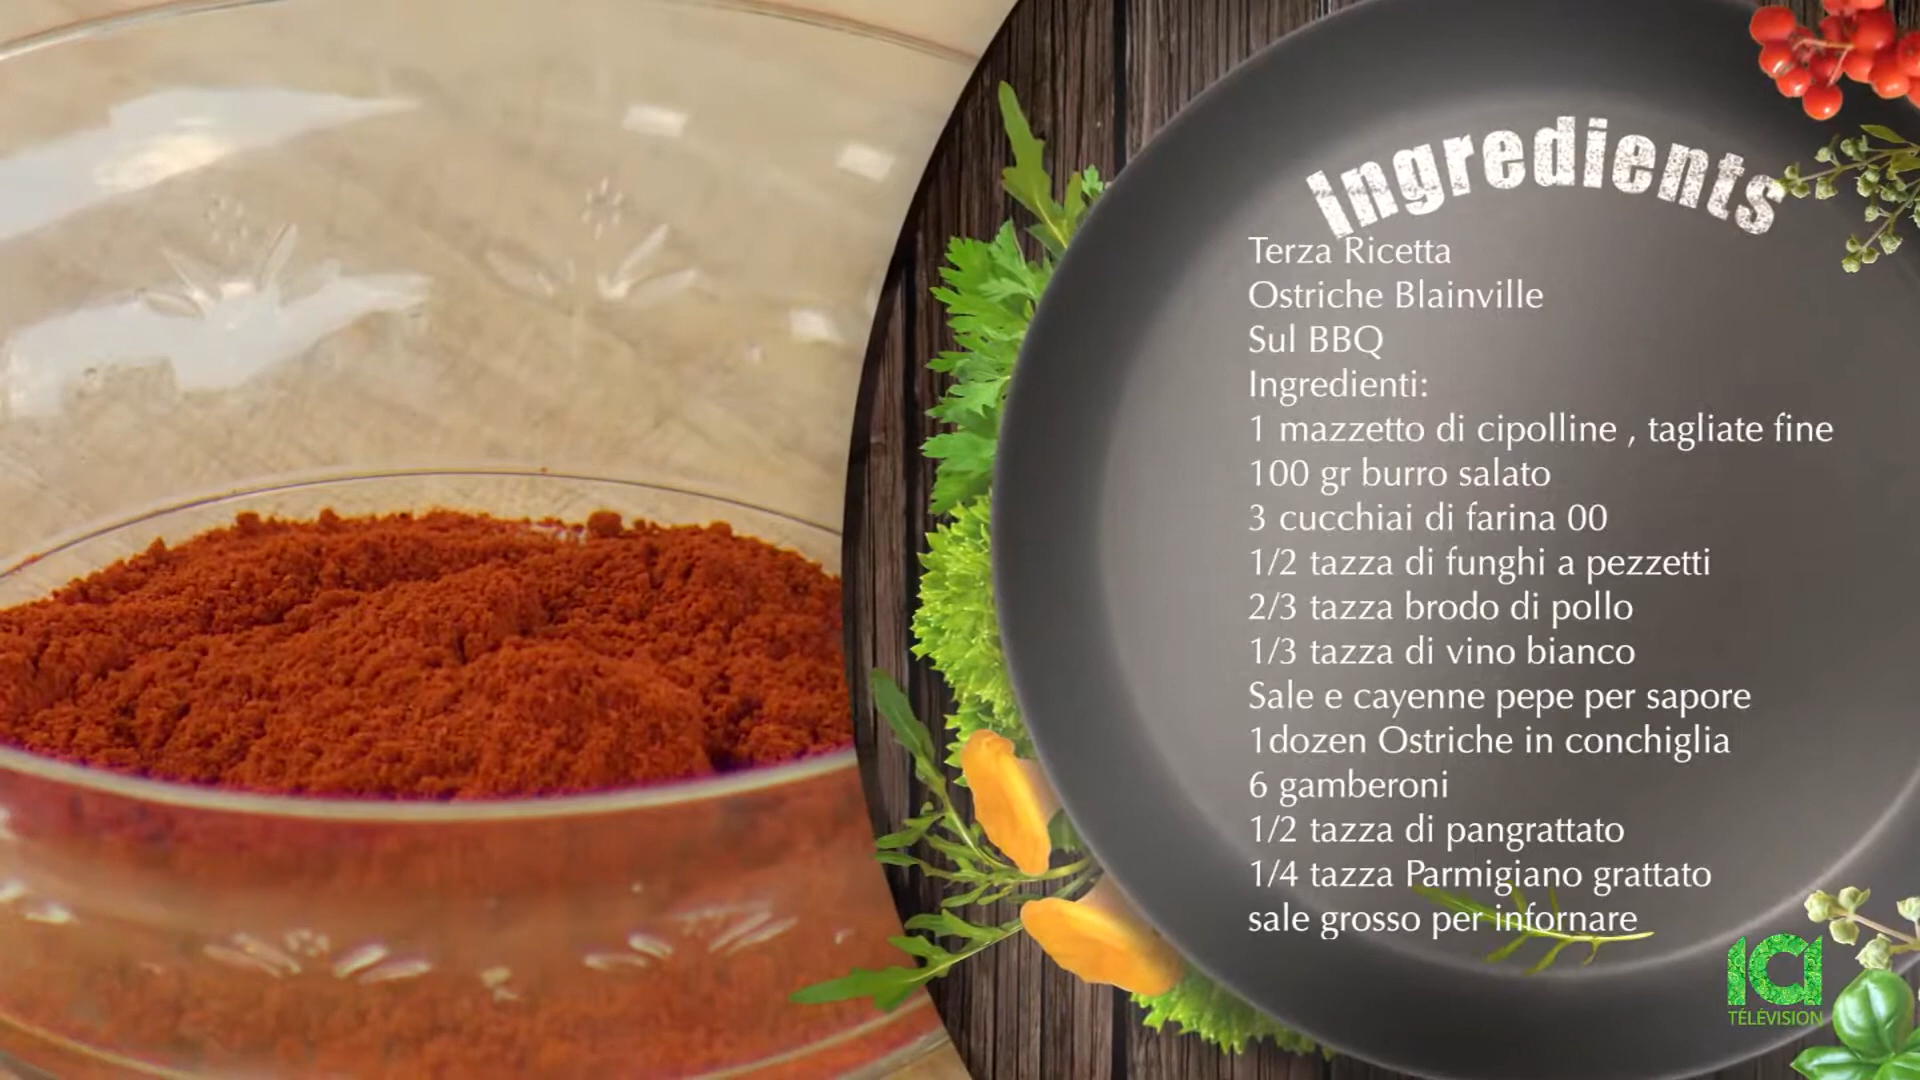 Ingredients
Terza Ricetta
Ostriche Blainville
Sul BBQ
Ingredienti:
1 mazzetto di cipolline , tagliate fine
100 gr burro salato
3 cucchiai di farina 00
1/2 tazza di funghi a pezzetti
2/3 tazza brodo di pollo
1/3 tazza di vino bianco
Sale e cayenne pepe per sapore
1dozen Ostriche in conchiglia
6 gamberoni
1/2 tazza di pangrattato
1/4 tazza Parmigiano grattato
sale grosso per infornare
ICI
TÉLÉVISION